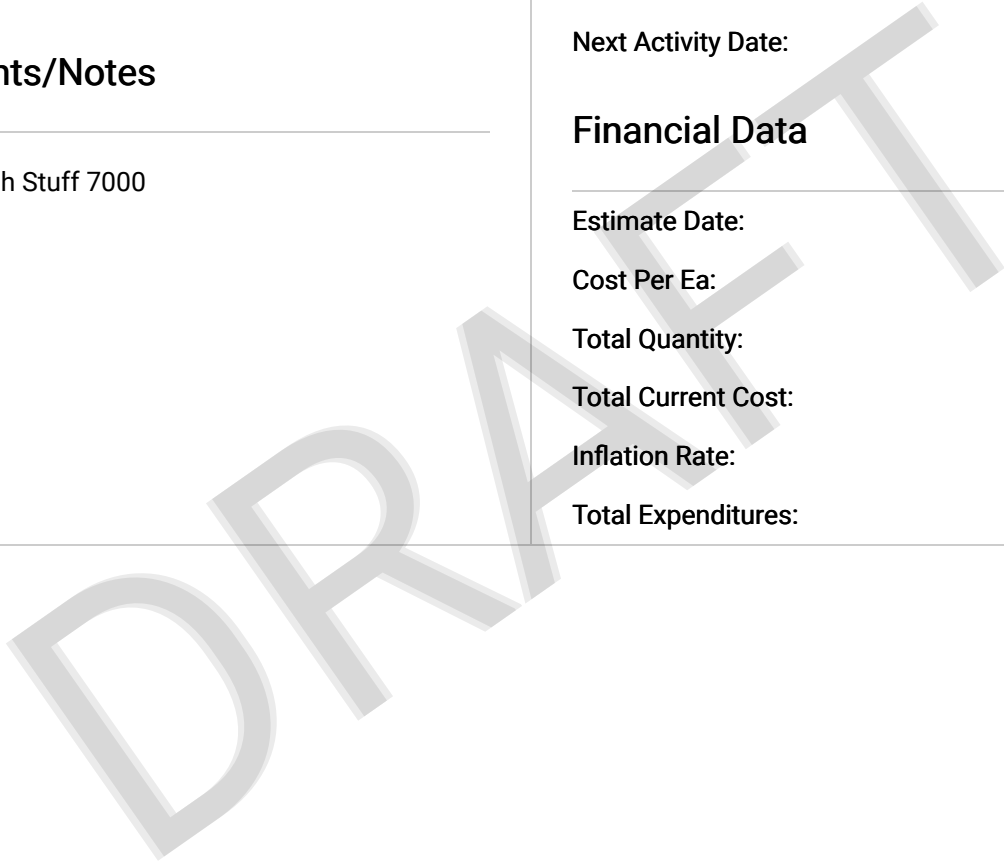 nts/Notes
h Stuff 7000
Next Activity Date:
Financial Data
Estimate Date:
Cost Per Ea:
Total Quantity:
Total Current Cost:
Inflation Rate:
Total Expenditures:
DRAFT